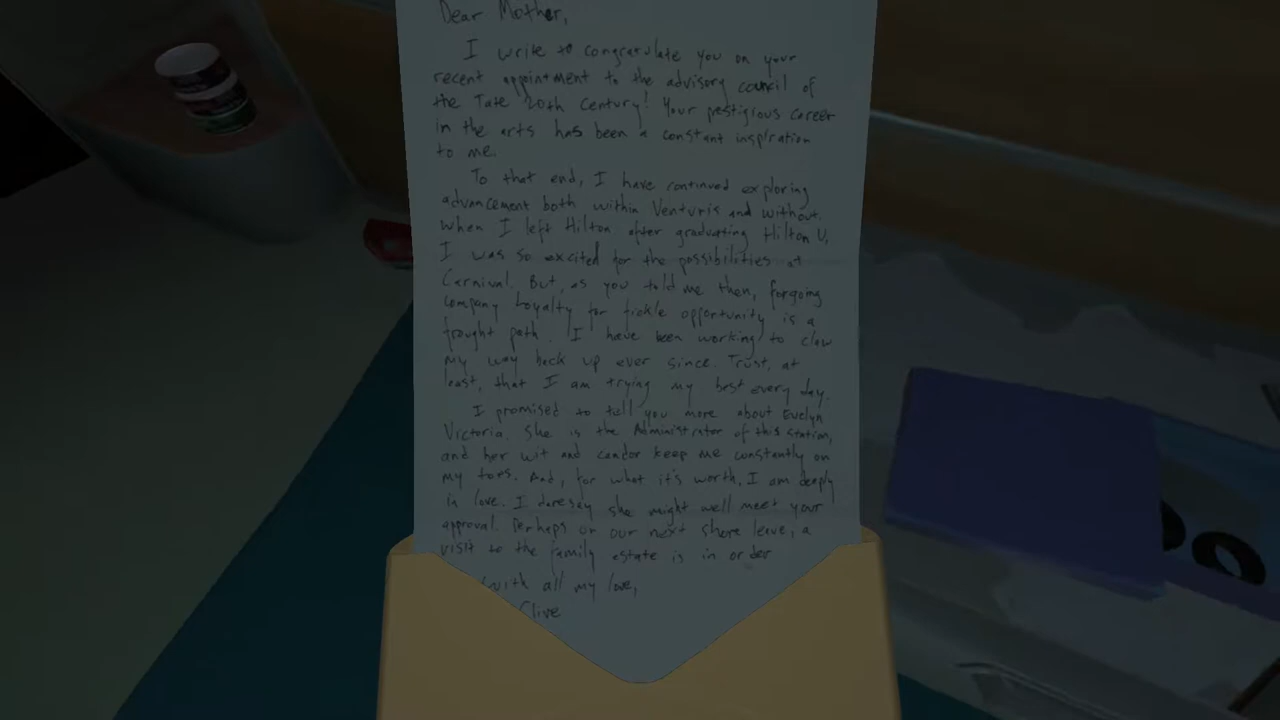 Dear Mother,
I write to congratulate you on your
recent appointment to the advisory council of
the Tate 20th Century! Your prestigious career
in the arts has been a constant inspiration
to me.
To that end, I have continued exploring
advancement both within Venturis and without.
When I left Hilton after graduating Hilton U,
I was so excited for the possibilities at
Carnival. But, as you told me then, forgoing
company loyalty for fickle opportunity is a
fraught path. I have been working to claw
my way back up ever since. Trust, at
least, that I am trying my best every day.
I promised to tell you more about Evelyn
Victoria. She is the Administrator of this station,
and her wit and candor keep me constantly on
my toes. And, for what it's worth, I am deeply
in love. I daresay she might well meet your
approval. Perhaps on our next shore leave, a
visit to the family estate is in order
With all my love,
Clive